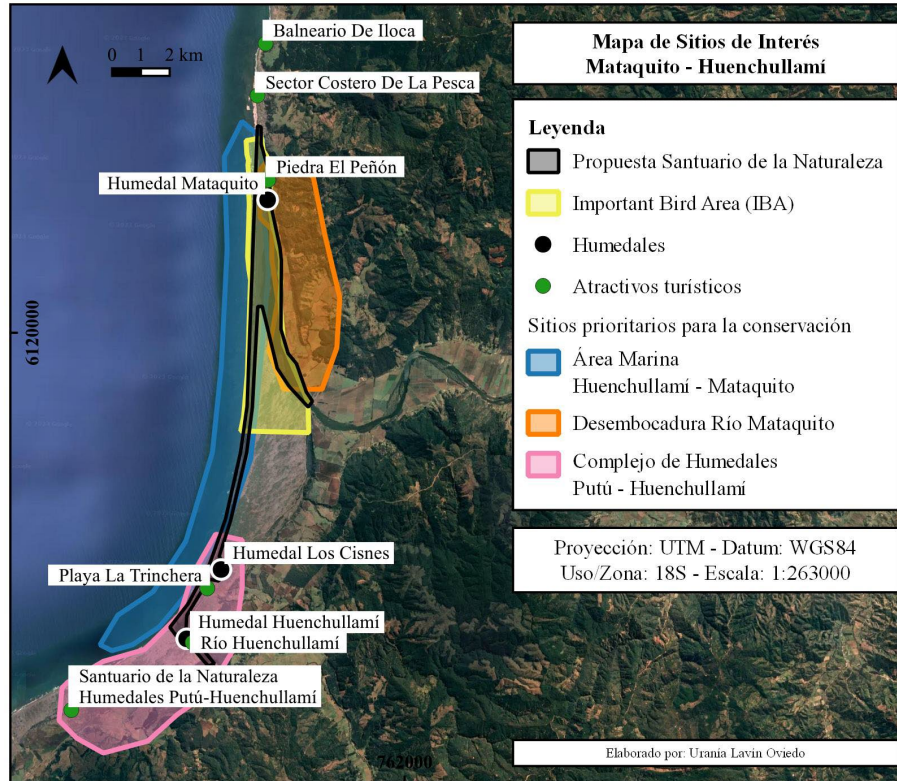 Mapa de Sitios de Interés
Mataquito - Huenchullamí
0 1 2 km
Balneario De Iloca
Sector Costero De La Pesca
Piedra El Peñón
Humedal Mataquito
6120000
Humedal Los Cisnes
Playa La Trinchera
Humedal Huenchullamí
Río Huenchullamí
Santuario de la Naturaleza
Humedales Putú-Huenchullamí
762000
Leyenda
Propuesta Santuario de la Naturaleza
Important Bird Area (IBA)
Humedales
Atractivos turísticos
Sitios prioritarios para la conservación
Área Marina
Huenchullamí - Mataquito
Desembocadura Río Mataquito
Complejo de Humedales
Putú - Huenchullamí
Proyección: UTM - Datum: WGS84
Uso/Zona: 18S - Escala: 1:263000
Elaborado por: Uranía Lavín Oviedo